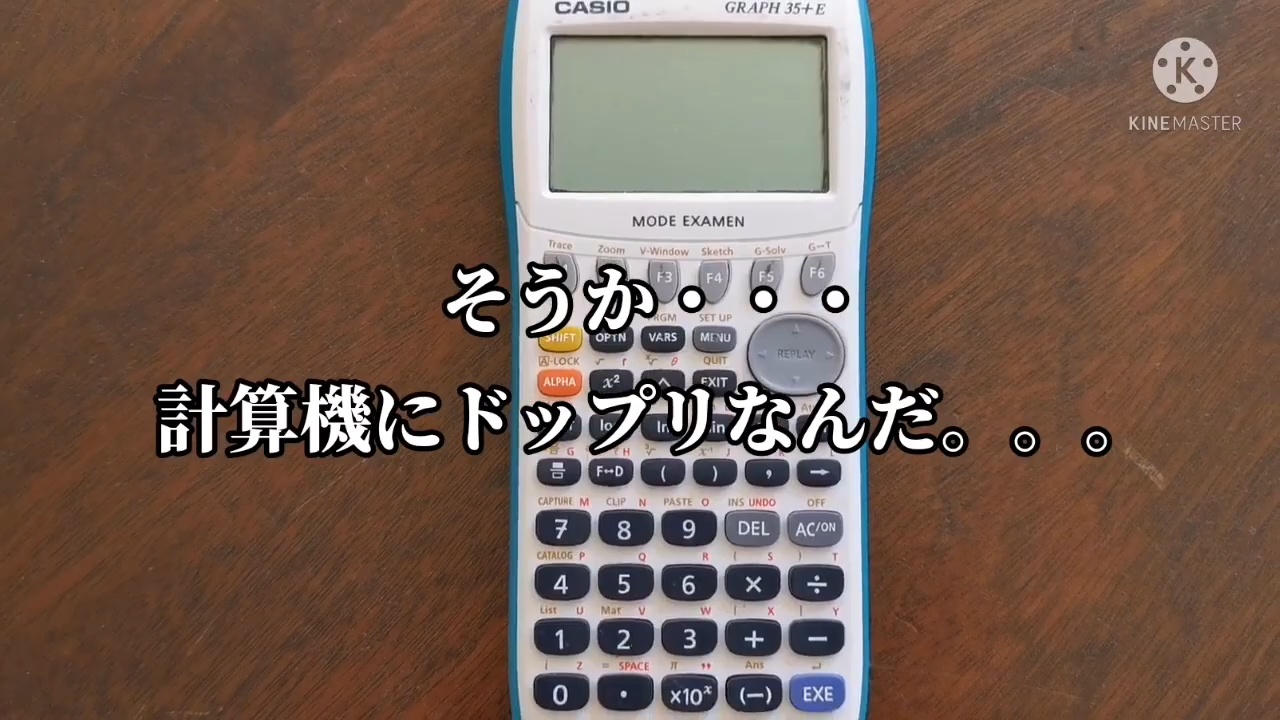 CASIO GRAPH 35+E
KINEMASTER
MODE EXAMEN
Trace Zoom V-Window Sketch G-Solv G↔T
F3 F4 F5 F6
そうか・・・
SET UP
SHIFT OPTN VARS MENU
REPLAY
A-LOCK √ r ˣ√ θ QUIT
ALPHA x² ^ EXIT
計算機にドップリなんだ。。。
F↔D ( ) , →
CAPTURE M CLIP N PASTE O INS UNDO OFF
7 8 9 DEL AC/ON
CATALOG P Q R { S } T
4 5 6 × ÷
List U Mat V W [ X ] Y
1 2 3 + −
i Z = SPACE π ” Ans ↵
0 • ×10ˣ (−) EXE